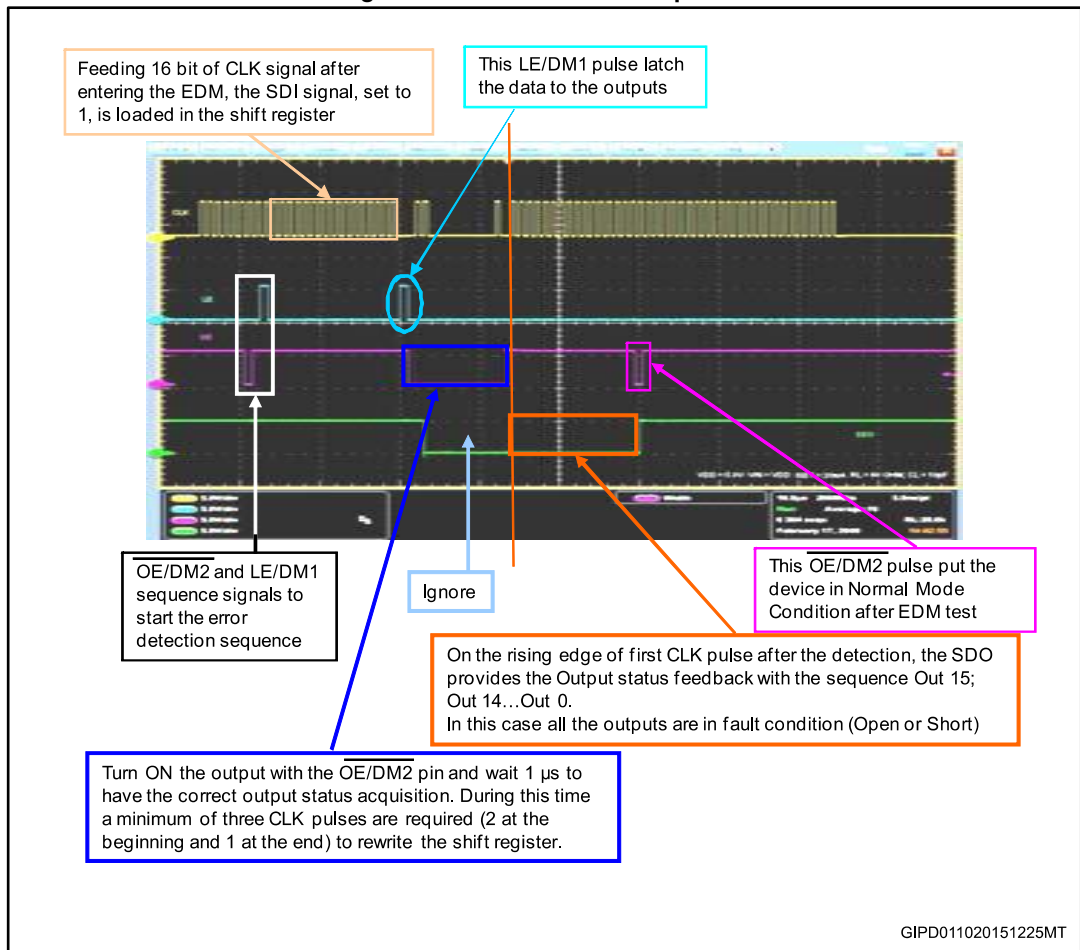 Feeding 16 bit of CLK signal after
entering the EDM, the SDI signal, set to
1, is loaded in the shift register
This LE/DM1 pulse latch
the data to the outputs
CLK
LE
OE/DM2 and LE/DM1
sequence signals to
start the error
detection sequence
Ignore
This OE/DM2 pulse put the
device in Normal Mode
Condition after EDM test
On the rising edge of first CLK pulse after the detection, the SDO
provides the Output status feedback with the sequence Out 15;
Out 14...Out 0.
In this case all the outputs are in fault condition (Open or Short)
Turn ON the output with the OE/DM2 pin and wait 1 µs to
have the correct output status acquisition. During this time
a minimum of three CLK pulses are required (2 at the
beginning and 1 at the end) to rewrite the shift register.
GIPD011020151225MT